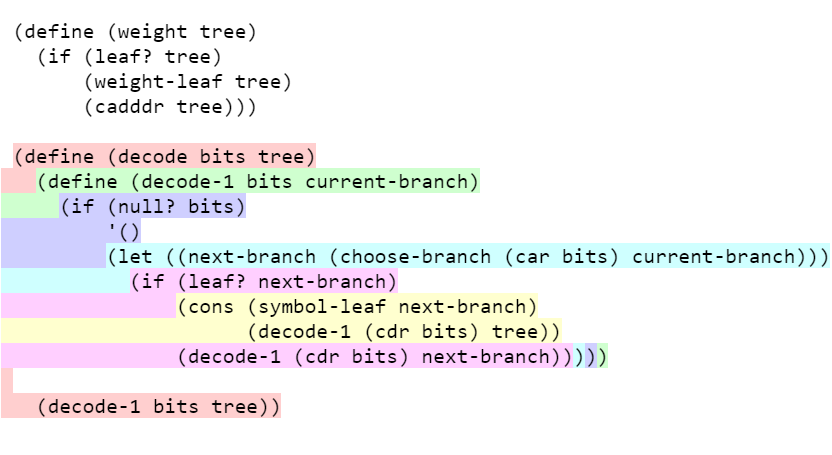 (define (weight tree)
  (if (leaf? tree)
      (weight-leaf tree)
      (cadddr tree)))

(define (decode bits tree)
  (define (decode-1 bits current-branch)
    (if (null? bits)
        '()
        (let ((next-branch (choose-branch (car bits) current-branch)))
          (if (leaf? next-branch)
              (cons (symbol-leaf next-branch)
                    (decode-1 (cdr bits) tree))
              (decode-1 (cdr bits) next-branch)))))

  (decode-1 bits tree))